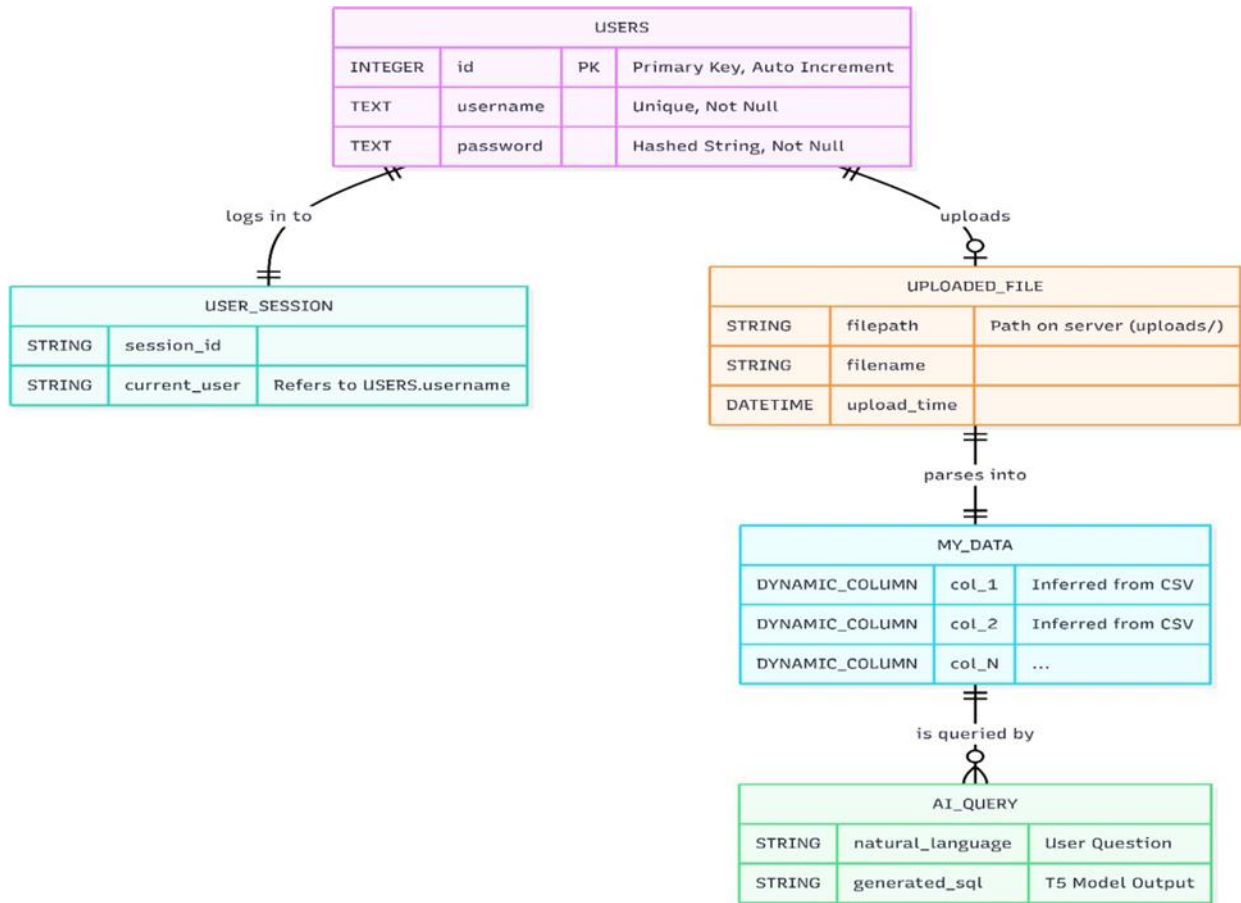 USERS
INTEGER id PK Primary Key, Auto Increment
TEXT username Unique, Not Null
TEXT password Hashed String, Not Null
logs in to
uploads
USER_SESSION
STRING session_id
STRING current_user Refers to USERS.username
UPLOADED_FILE
STRING filepath Path on server (uploads/)
STRING filename
DATETIME upload_time
parses into
MY_DATA
DYNAMIC_COLUMN col_1 Inferred from CSV
DYNAMIC_COLUMN col_2 Inferred from CSV
DYNAMIC_COLUMN col_N ...
is queried by
AI_QUERY
STRING natural_language User Question
STRING generated_sql T5 Model Output